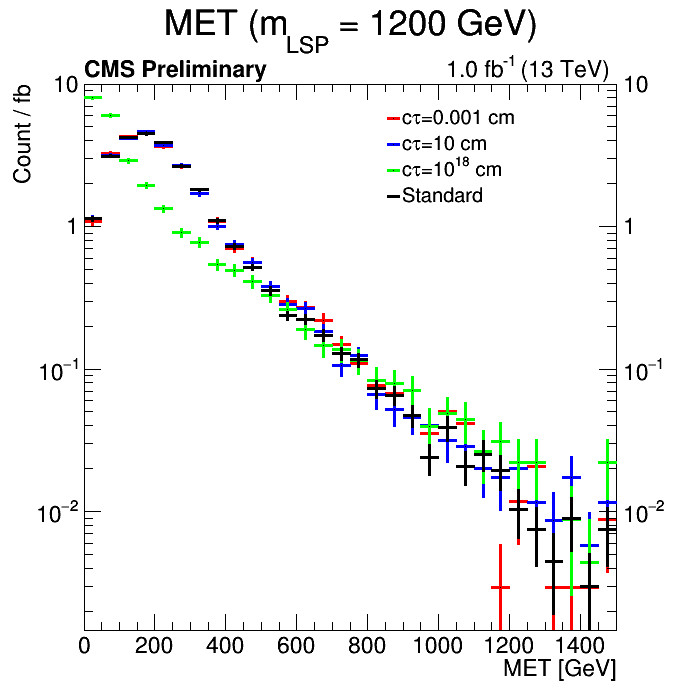 MET (m_LSP = 1200 GeV)
CMS Preliminary 1.0 fb⁻¹ (13 TeV)
Count / fb
10 10
1 1
10⁻¹ 10⁻¹
10⁻² 10⁻²
cτ=0.001 cm
cτ=10 cm
cτ=10¹⁸ cm
Standard
0 200 400 600 800 1000 1200 1400
MET [GeV]